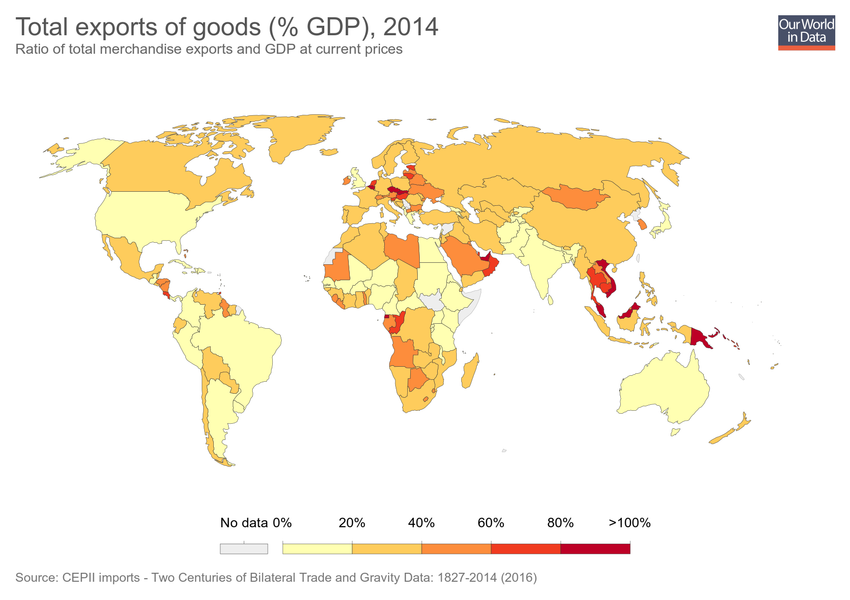 Total exports of goods (% GDP), 2014
Ratio of total merchandise exports and GDP at current prices
Our World
in Data
No data 0% 20% 40% 60% 80% >100%
Source: CEPII imports - Two Centuries of Bilateral Trade and Gravity Data: 1827-2014 (2016)